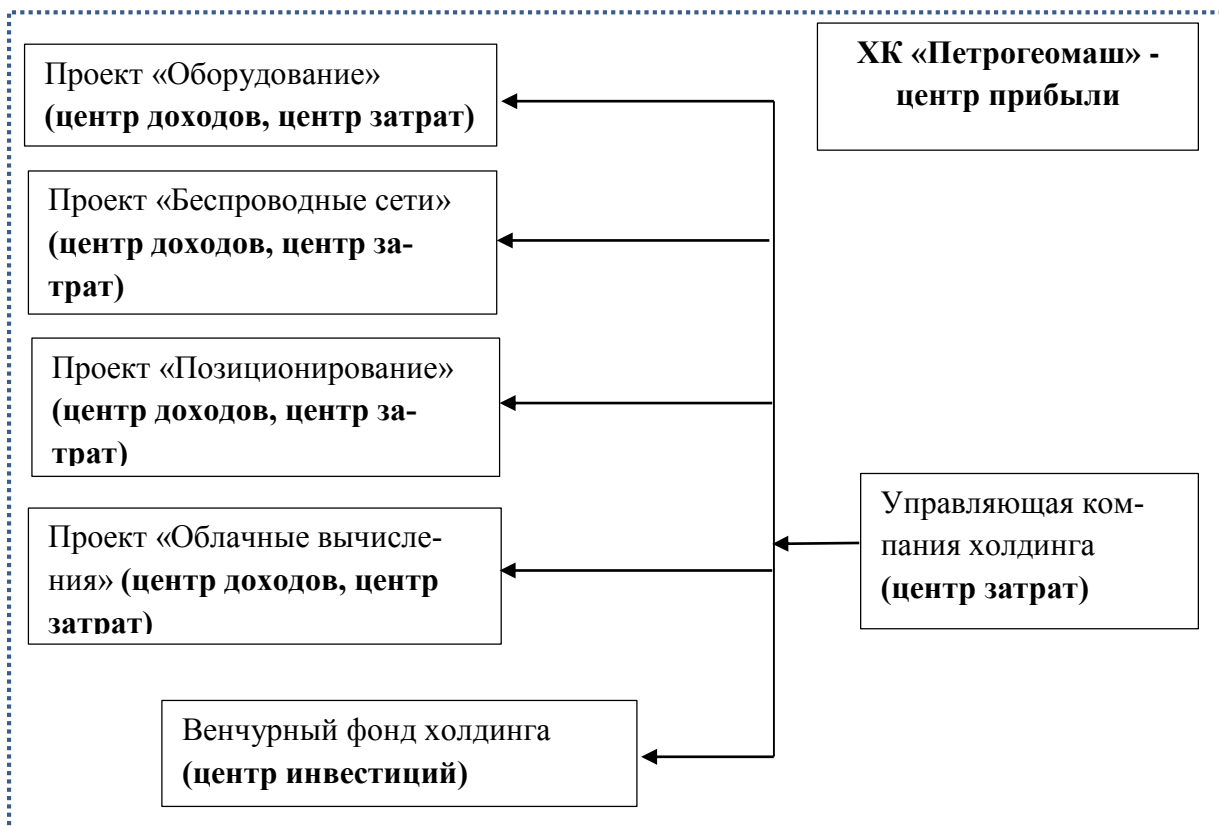 Проект «Оборудование»
(центр доходов, центр затрат)
ХК «Петрогеомаш» -
центр прибыли
Проект «Беспроводные сети»
(центр доходов, центр за-
трат)
Проект «Позиционирование»
(центр доходов, центр за-
трат)
Проект «Облачные вычисле-
ния» (центр доходов, центр
затрат)
Управляющая ком-
пания холдинга
(центр затрат)
Венчурный фонд холдинга
(центр инвестиций)